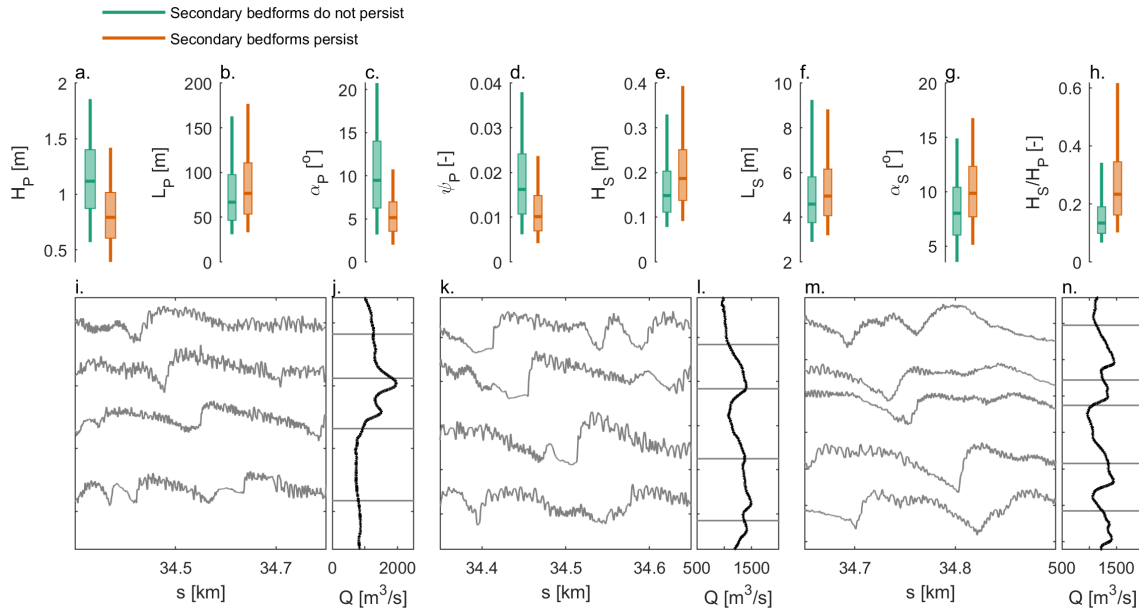 Secondary bedforms do not persist
Secondary bedforms persist
a. b. c. d. e. f. g. h.
H_P [m]
2
1.5
1
0.5
L_P [m]
200
150
100
50
0
α_P [°]
20
15
10
5
0
ψ_P [-]
0.04
0.03
0.02
0.01
0
H_S [m]
0.4
0.3
0.2
0.1
0
L_S [m]
10
8
6
4
2
α_S [°]
20
15
10
5
H_S/H_P [-]
0.6
0.4
0.2
0
i. j. k. l. m. n.
34.5 34.7 0 1000 2000 34.4 34.5 34.6 500 1500 34.7 34.8 500 1500
s [km] Q [m³/s] s [km] Q [m³/s] s [km] Q [m³/s]